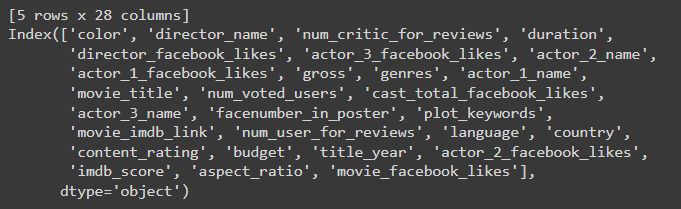 [5 rows x 28 columns]
Index(['color', 'director_name', 'num_critic_for_reviews', 'duration',
'director_facebook_likes', 'actor_3_facebook_likes', 'actor_2_name',
'actor_1_facebook_likes', 'gross', 'genres', 'actor_1_name',
'movie_title', 'num_voted_users', 'cast_total_facebook_likes',
'actor_3_name', 'facenumber_in_poster', 'plot_keywords',
'movie_imdb_link', 'num_user_for_reviews', 'language', 'country',
'content_rating', 'budget', 'title_year', 'actor_2_facebook_likes',
'imdb_score', 'aspect_ratio', 'movie_facebook_likes'],
dtype='object')